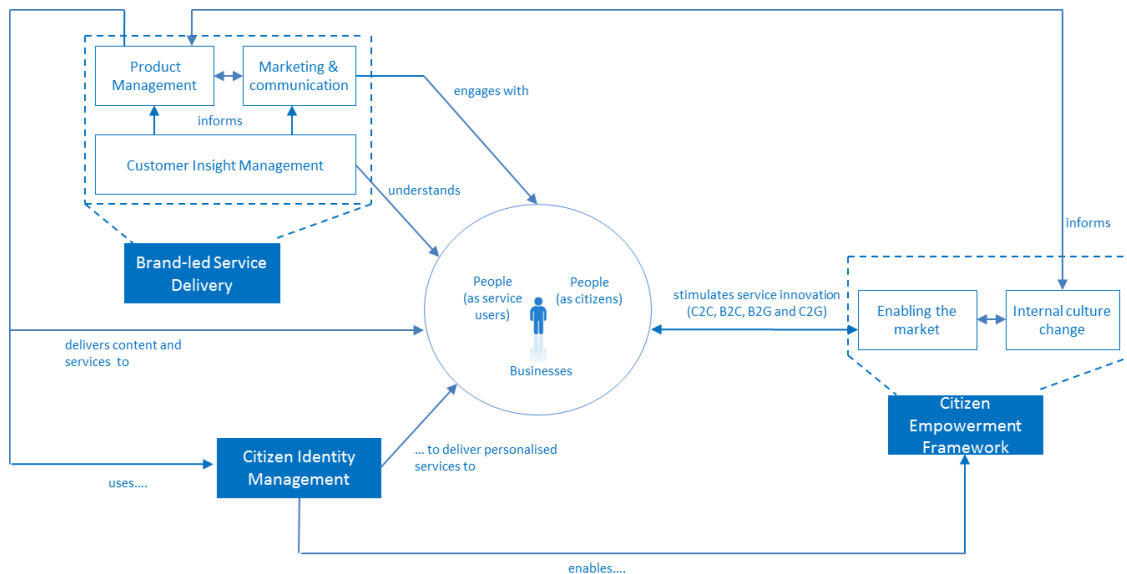 Product
Management
Marketing &
communication
engages with
informs
Customer Insight Management
understands
informs
Brand-led Service
Delivery
People
(as service
users)
People
(as citizens)
Businesses
stimulates service innovation
(C2C, B2C, B2G and C2G)
Enabling the
market
Internal culture
change
delivers content and
services  to
Citizen
Empowerment
Framework
Citizen Identity
Management
... to deliver personalised
services to
uses....
enables....